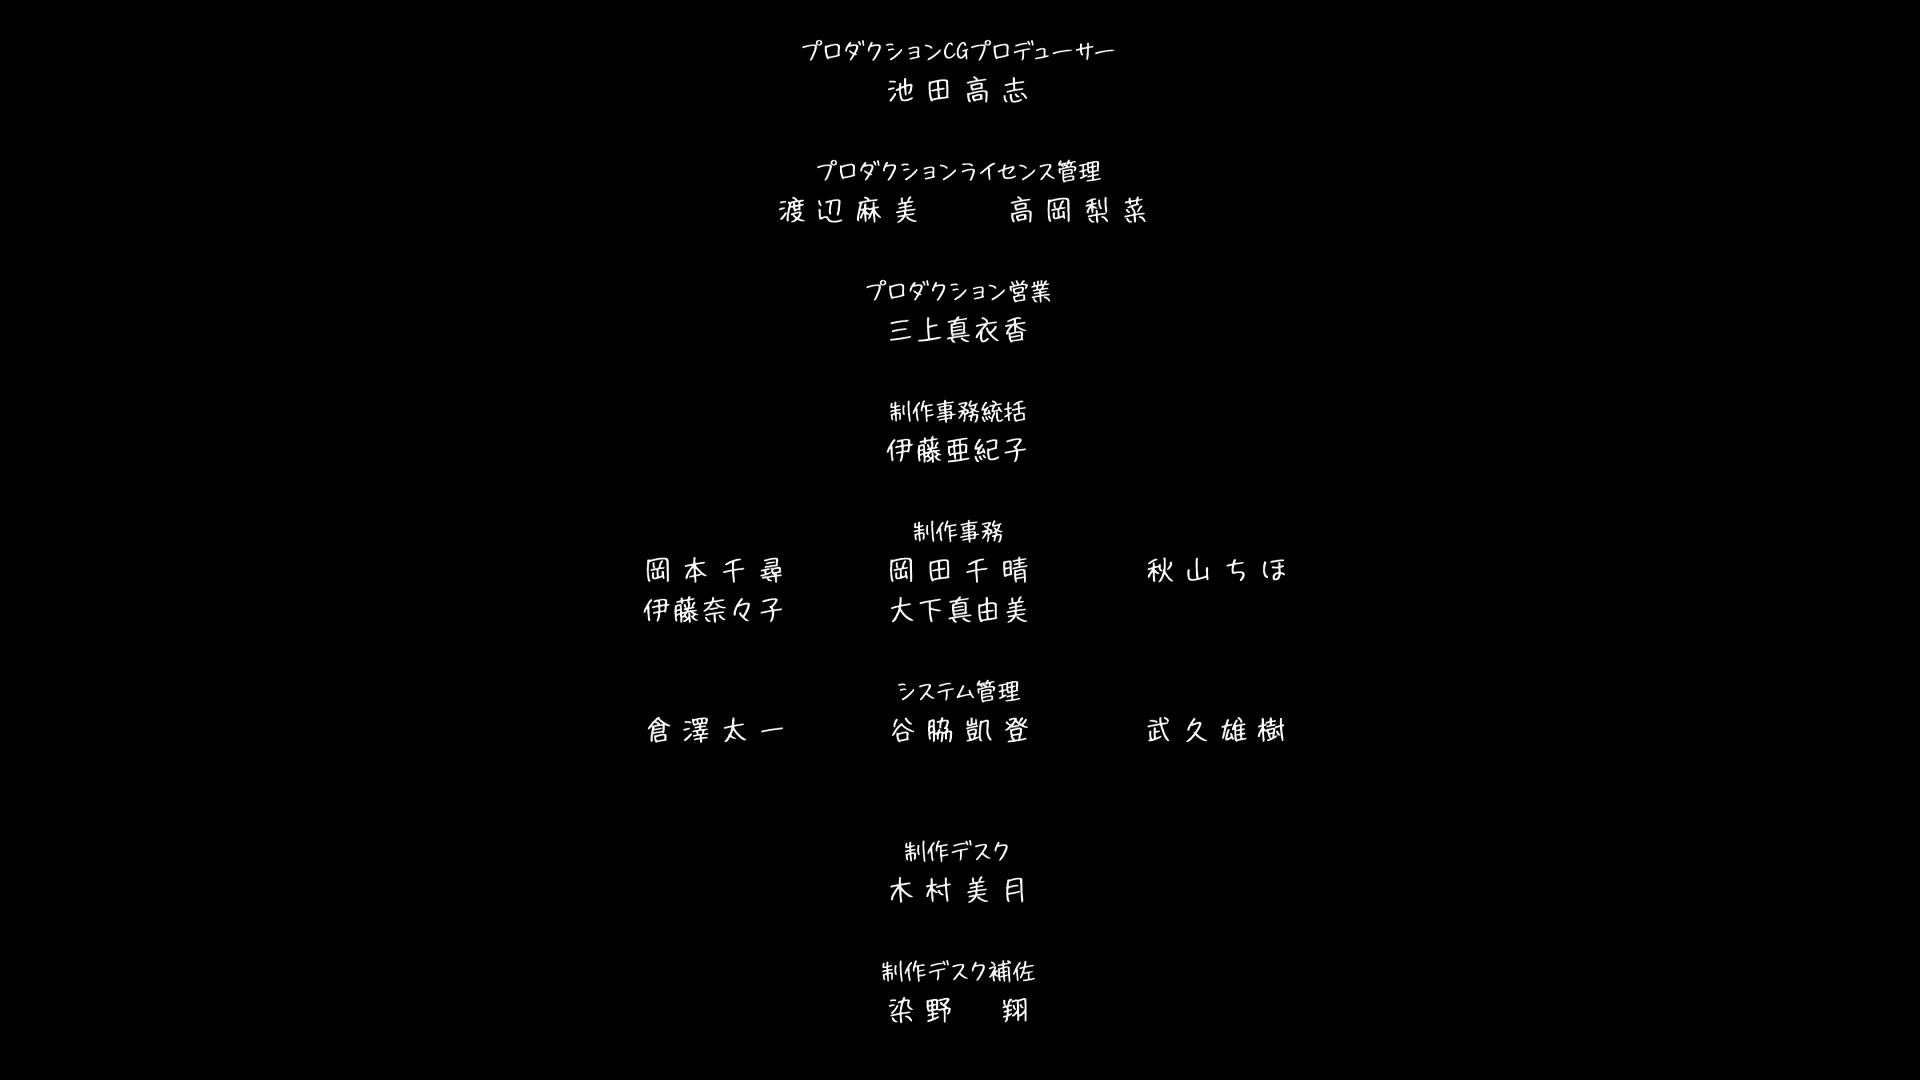 プロダクションCGプロデューサー
池田高志
プロダクションライセンス管理
渡辺麻美 高岡梨菜
プロダクション営業
三上真衣香
制作事務統括
伊藤亜紀子
制作事務
岡本千尋 岡田千晴 秋山ちほ
伊藤奈々子 大下真由美
システム管理
倉澤太一 谷脇凱登 武久雄樹
制作デスク
木村美月
制作デスク補佐
染野 翔